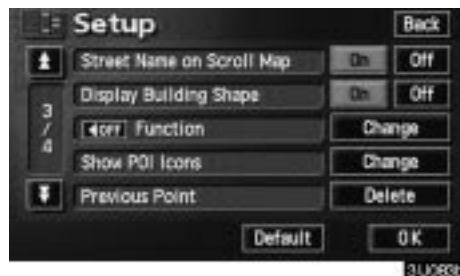 Setup Back
Street Name on Scroll Map On Off
Display Building Shape On Off
3/4
◀OFF Function Change
Show POI Icons Change
Previous Point Delete
Default OK